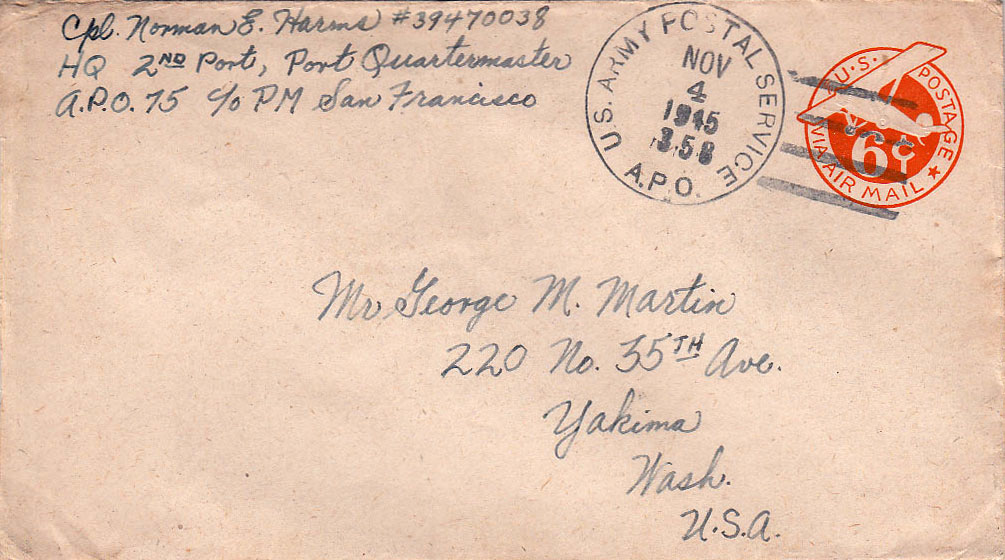 Cpl. Norman E. Harms #39470038
HQ 2ND Port, Port Quartermaster
A.P.O. 75 c/o PM San Francisco
U.S. ARMY POSTAL SERVICE
NOV
4
1945
3 58
A.P.O.
U.S. POSTAGE
6¢
VIA AIR MAIL
Mr George M. Martin
220 No. 35TH Ave.
Yakima
Wash.
U.S.A.